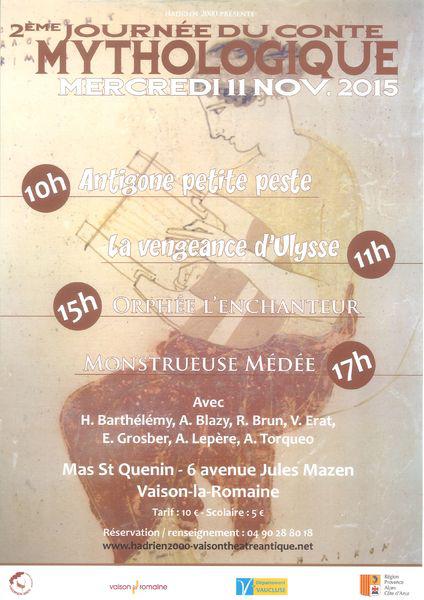 HADRIEN 2000 PRÉSENTE
2ÈME JOURNÉE DU CONTE
MYTHOLOGIQUE
MERCREDI 11 NOV. 2015
10h Antigone petite peste
La vengeance d'Ulysse 11h
15h ORPHÉE L'ENCHANTEUR
MONSTRUEUSE MÉDÉE 17h
Avec
H. Barthélémy, A. Blazy, R. Brun, V. Erat,
E. Grosber, A. Lepère, A. Torqueo
Mas St Quenin - 6 avenue Jules Mazen
Vaison-la-Romaine
Tarif : 10 € - Scolaire : 5 €
Réservation / renseignement : 04 90 28 80 18
www.hadrien2000-vaisontheatreantique.net
vaison romaine
Département
VAUCLUSE
Région
Provence
Alpes
Côte d'Azur